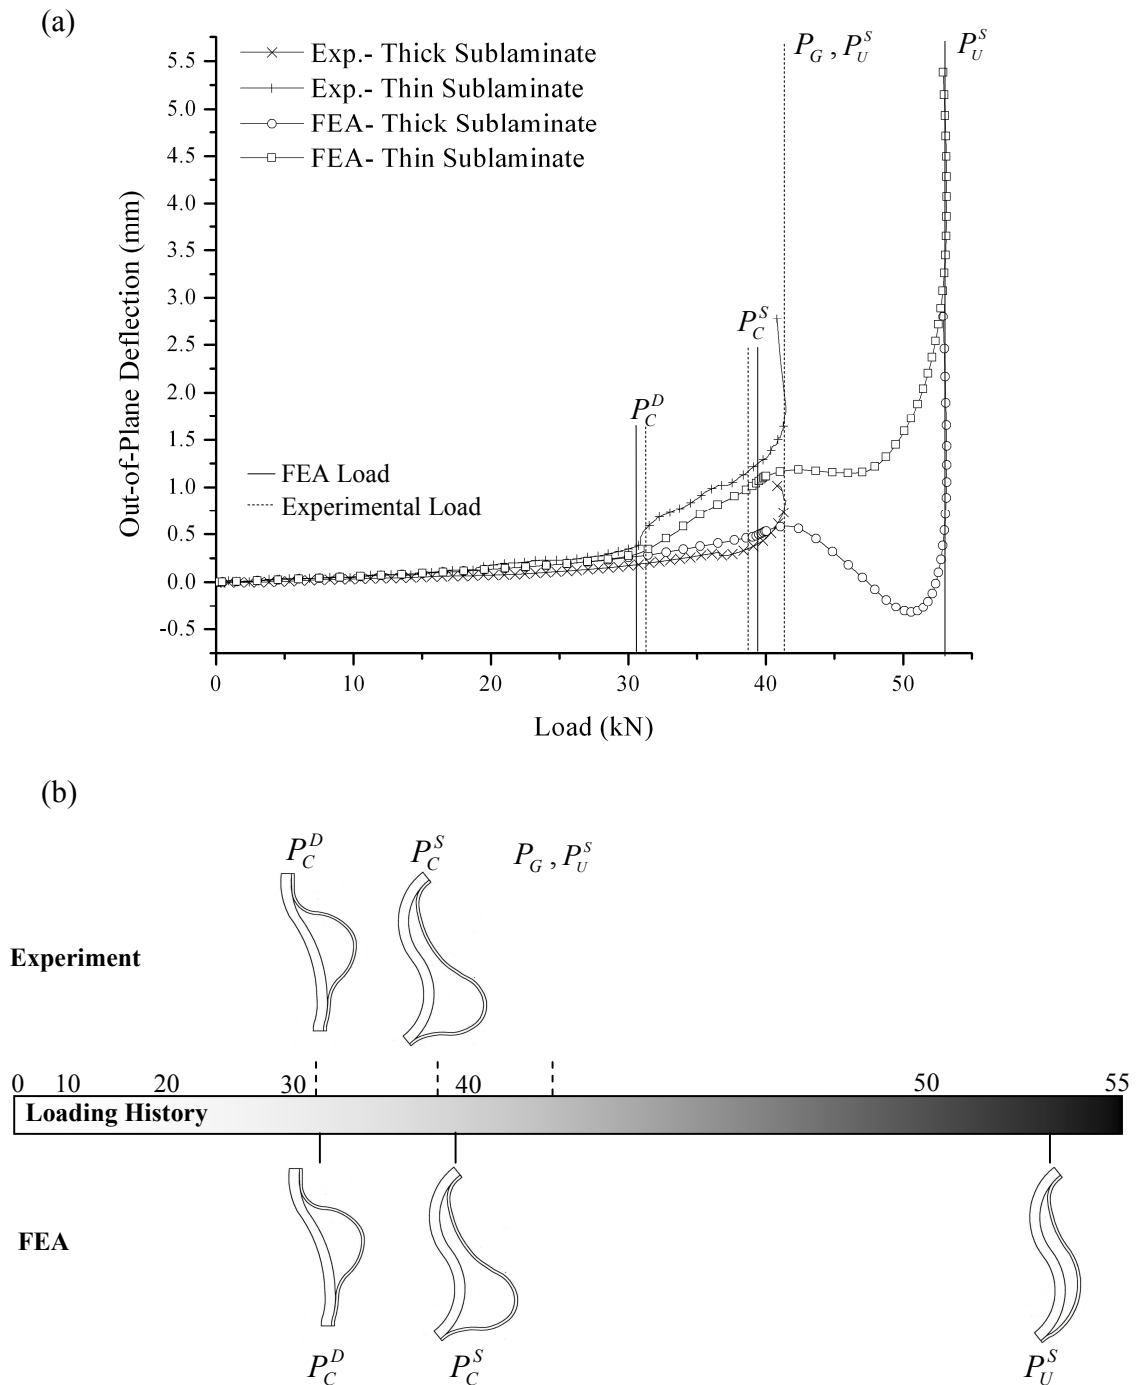 (a)
Exp.- Thick Sublaminate
Exp.- Thin Sublaminate
FEA- Thick Sublaminate
FEA- Thin Sublaminate
P_G , P_U^S
P_U^S
P_C^S
P_C^D
FEA Load
Experimental Load
Out-of-Plane Deflection (mm)
5.5
5.0
4.5
4.0
3.5
3.0
2.5
2.0
1.5
1.0
0.5
0.0
-0.5
0 10 20 30 40 50
Load (kN)
(b)
P_C^D P_C^S P_G , P_U^S
Experiment
0 10 20 30 40 50 55
Loading History
FEA
P_C^D P_C^S P_U^S